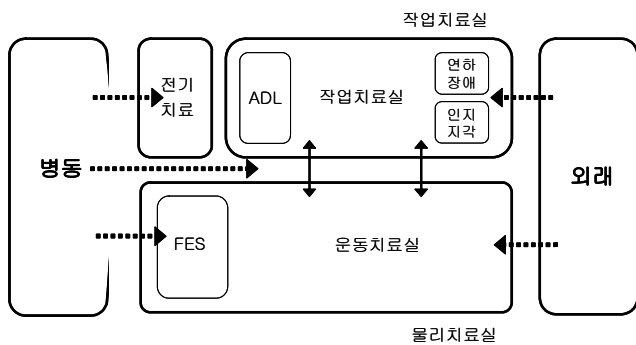 작업치료실
전기
치료
ADL
작업치료실
연하
장애
인지
지각
병동
외래
FES
운동치료실
물리치료실